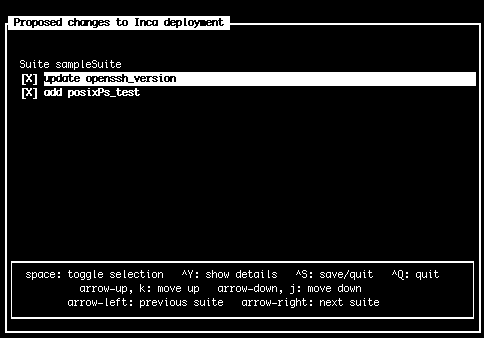 Proposed changes to Inca deployment
Suite sampleSuite
[X] update openssh_version
[X] add posixPs_test
space: toggle selection   ^Y: show details   ^S: save/quit   ^Q: quit
arrow-up, k: move up   arrow-down, j: move down
arrow-left: previous suite   arrow-right: next suite